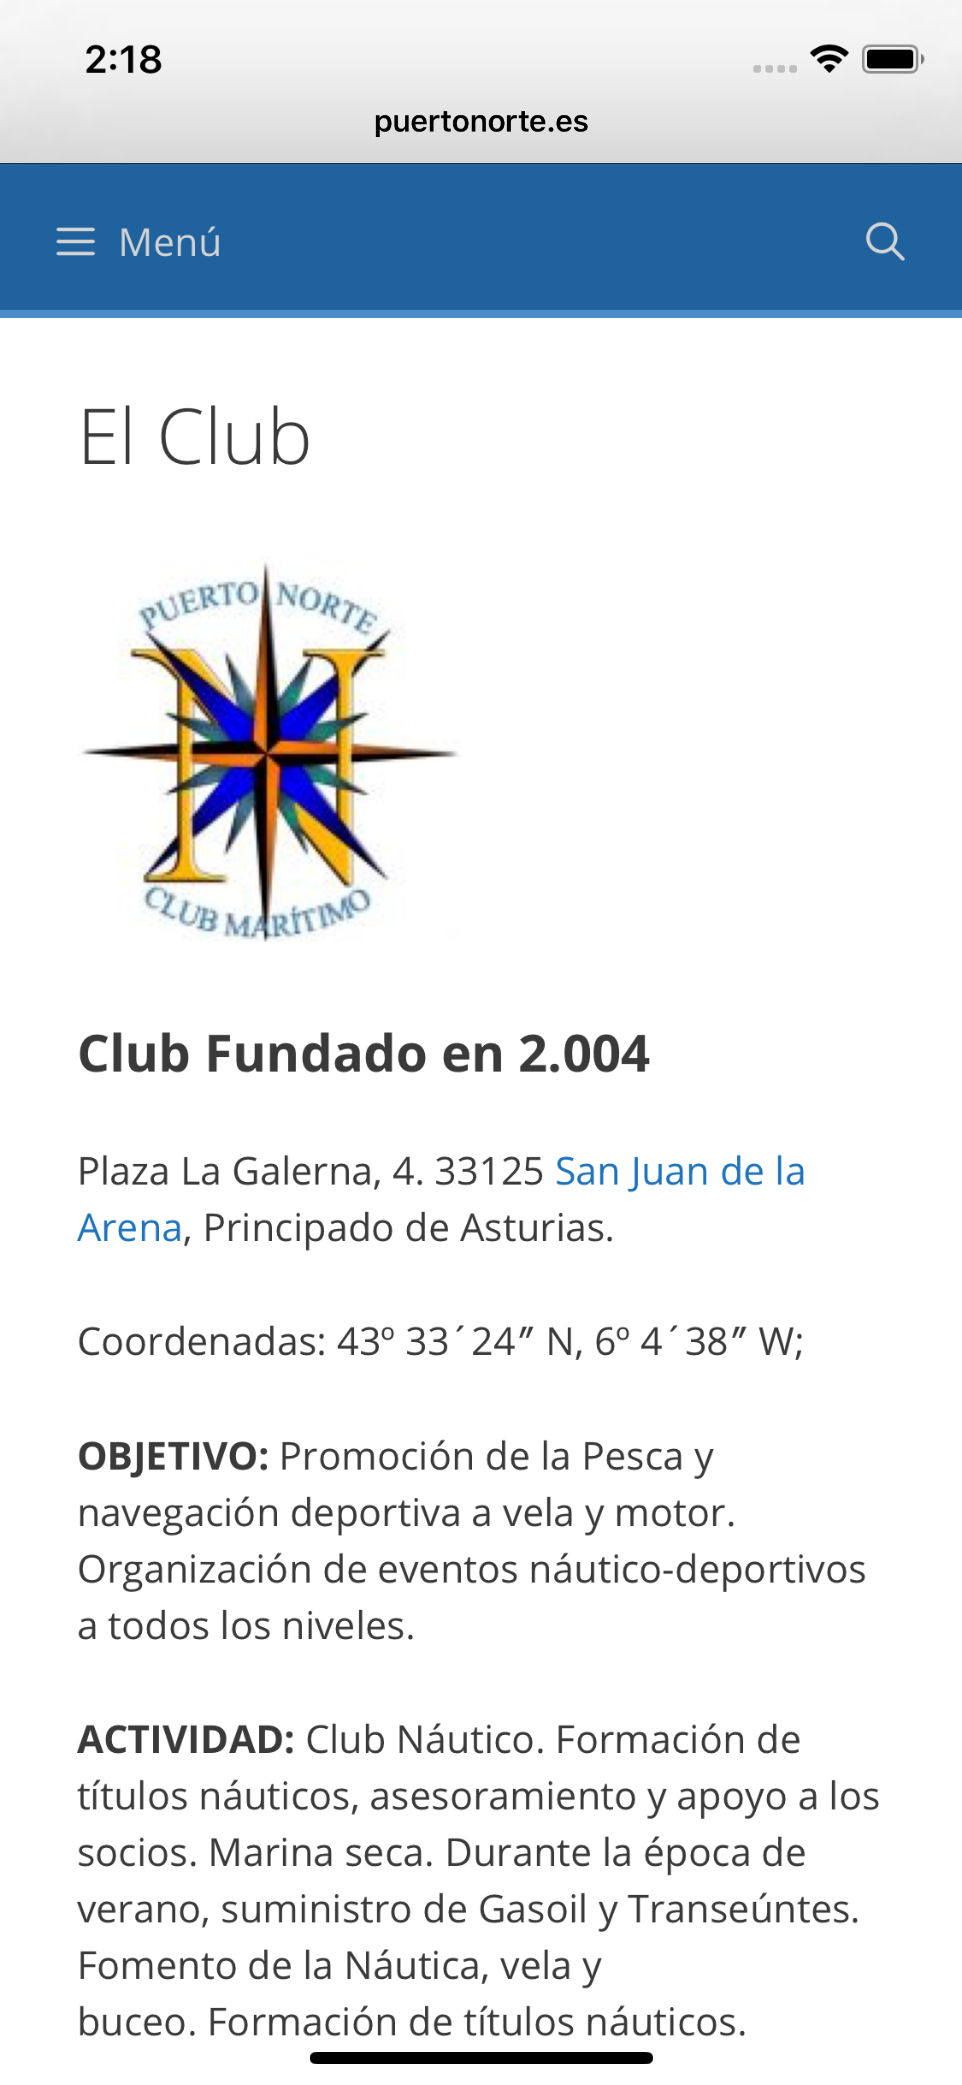 2:18
puertonorte.es
Menú
El Club
PUERTO NORTE
N
CLUB MARÍTIMO
Club Fundado en 2.004
Plaza La Galerna, 4. 33125 San Juan de la
Arena, Principado de Asturias.
Coordenadas: 43º 33´24″ N, 6º 4´38″ W;
OBJETIVO: Promoción de la Pesca y
navegación deportiva a vela y motor.
Organización de eventos náutico-deportivos
a todos los niveles.
ACTIVIDAD: Club Náutico. Formación de
títulos náuticos, asesoramiento y apoyo a los
socios. Marina seca. Durante la época de
verano, suministro de Gasoil y Transeúntes.
Fomento de la Náutica, vela y
buceo. Formación de títulos náuticos.